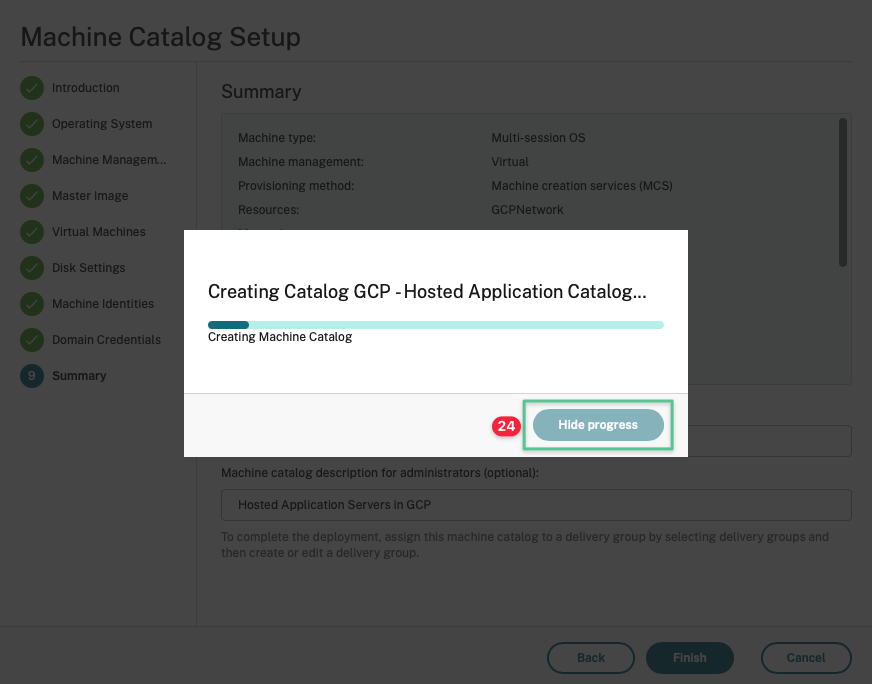 Machine Catalog Setup
Introduction
Operating System
Machine Managem...
Master Image
Virtual Machines
Disk Settings
Machine Identities
Domain Credentials
9 Summary
Summary
Machine type: Multi-session OS
Machine management: Virtual
Provisioning method: Machine creation services (MCS)
Resources: GCPNetwork
Creating Catalog GCP - Hosted Application Catalog...
Creating Machine Catalog
24 Hide progress
Machine catalog description for administrators (optional):
Hosted Application Servers in GCP
To complete the deployment, assign this machine catalog to a delivery group by selecting delivery groups and
then create or edit a delivery group.
Back Finish Cancel